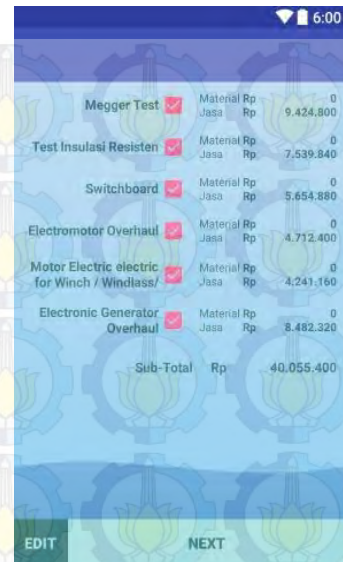 6:00
Megger Test Material Rp 0
Jasa Rp 9.424.800
Test Insulasi Resisten Material Rp 0
Jasa Rp 7.539.840
Switchboard Material Rp 0
Jasa Rp 5.654.880
Electromotor Overhaul Material Rp 0
Jasa Rp 4.712.400
Motor Electric electric Material Rp 0
for Winch / Windlass/ Jasa Rp 4.241.160
Electronic Generator Material Rp 0
Overhaul Jasa Rp 8.482.320
Sub-Total Rp 40.055.400
EDIT NEXT